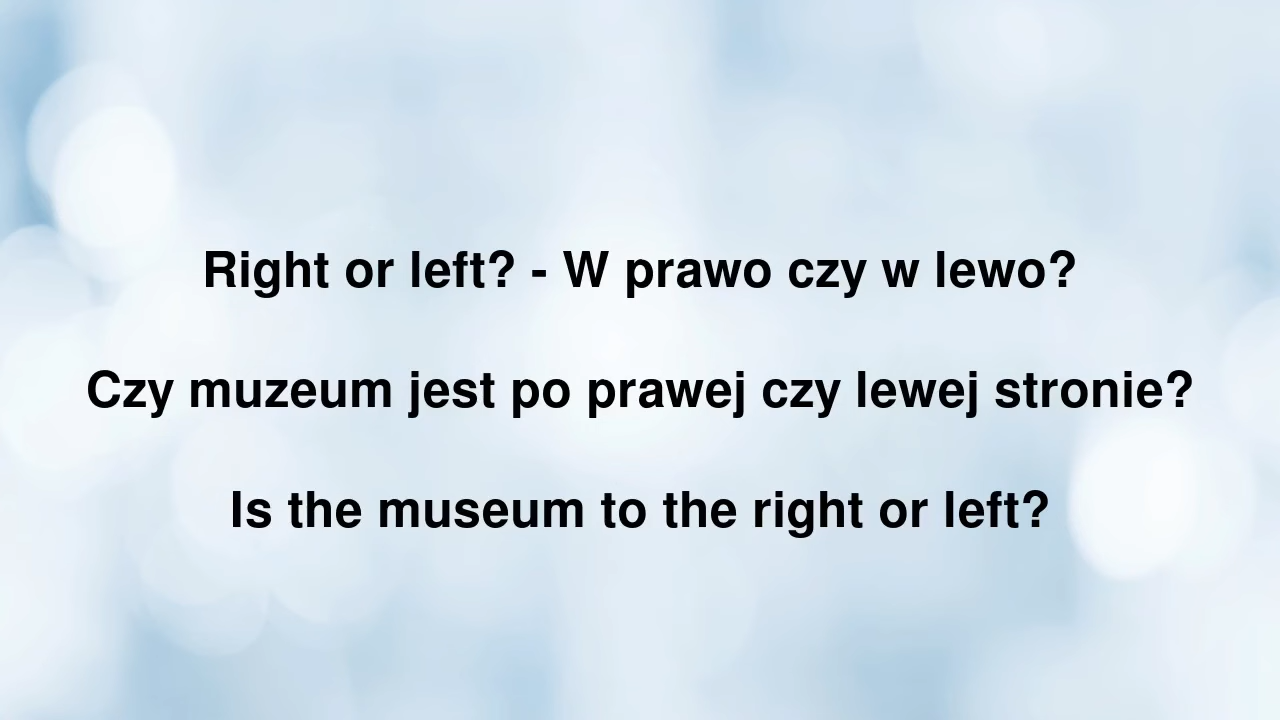 Right or left? - W prawo czy w lewo?
Czy muzeum jest po prawej czy lewej stronie?
Is the museum to the right or left?